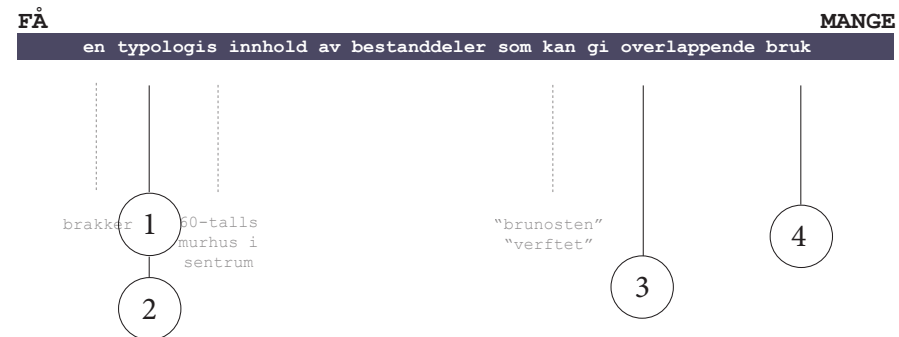 FÅ MANGE
en typologis innhold av bestanddeler som kan gi overlappende bruk
brakker 1 60-talls
murhus i
sentrum
"brunosten"
"verftet"
4
3
2